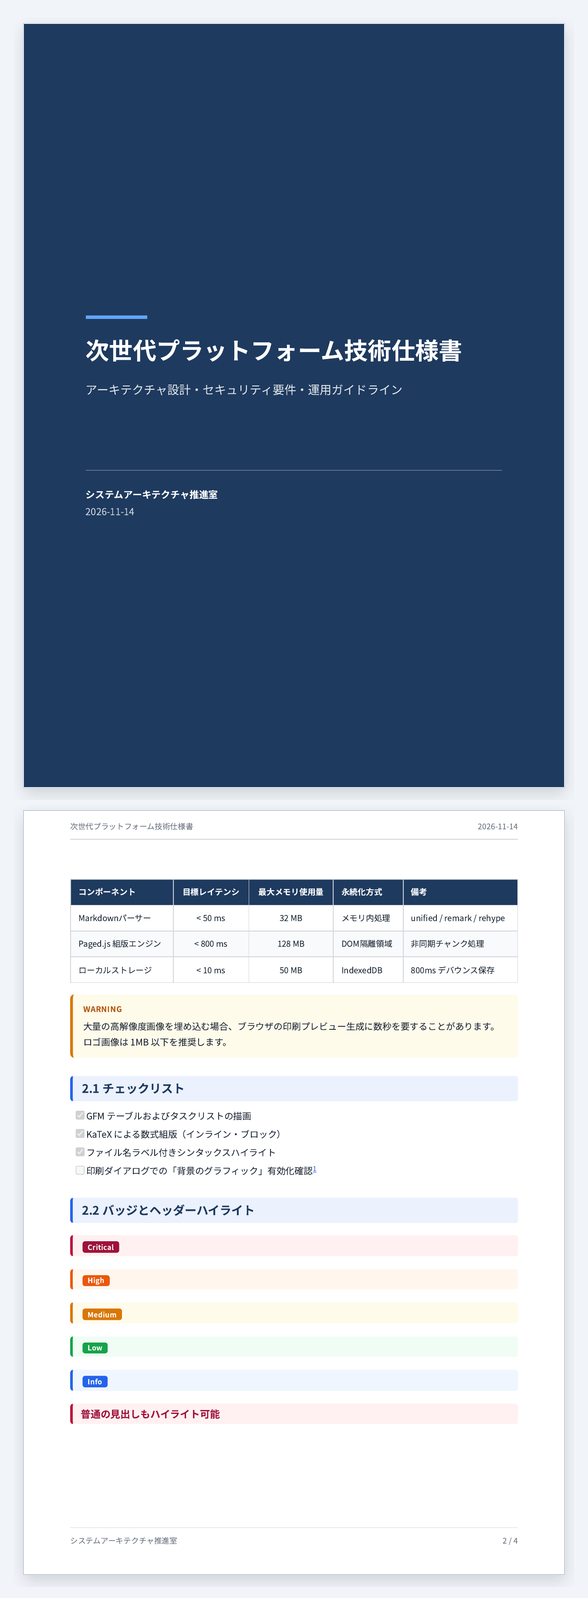 次世代プラットフォーム技術仕様書
アーキテクチャ設計・セキュリティ要件・運用ガイドライン
システムアーキテクチャ推進室
2026-11-14
次世代プラットフォーム技術仕様書 2026-11-14
コンポーネント 目標レイテンシ 最大メモリ使用量 永続化方式 備考
Markdownパーサー < 50 ms 32 MB メモリ内処理 unified / remark / rehype
Paged.js 組版エンジン < 800 ms 128 MB DOM隔離領域 非同期チャンク処理
ローカルストレージ < 10 ms 50 MB IndexedDB 800ms デバウンス保存
WARNING
大量の高解像度画像を埋め込む場合、ブラウザの印刷プレビュー生成に数秒を要することがあります。
ロゴ画像は 1MB 以下を推奨します。
2.1 チェックリスト
GFM テーブルおよびタスクリストの描画
KaTeX による数式組版（インライン・ブロック）
ファイル名ラベル付きシンタックスハイライト
印刷ダイアログでの「背景のグラフィック」有効化確認1
2.2 バッジとヘッダーハイライト
Critical
High
Medium
Low
Info
普通の見出しもハイライト可能
システムアーキテクチャ推進室 2 / 4